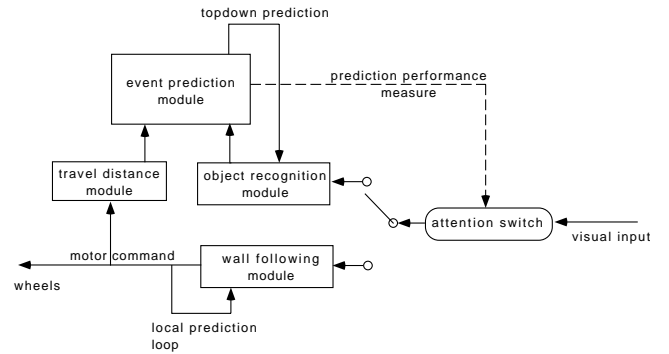 topdown prediction
event prediction
module
prediction performance
measure
travel distance
module
object recognition
module
attention switch
visual input
motor command
wall following
module
wheels
local prediction
loop